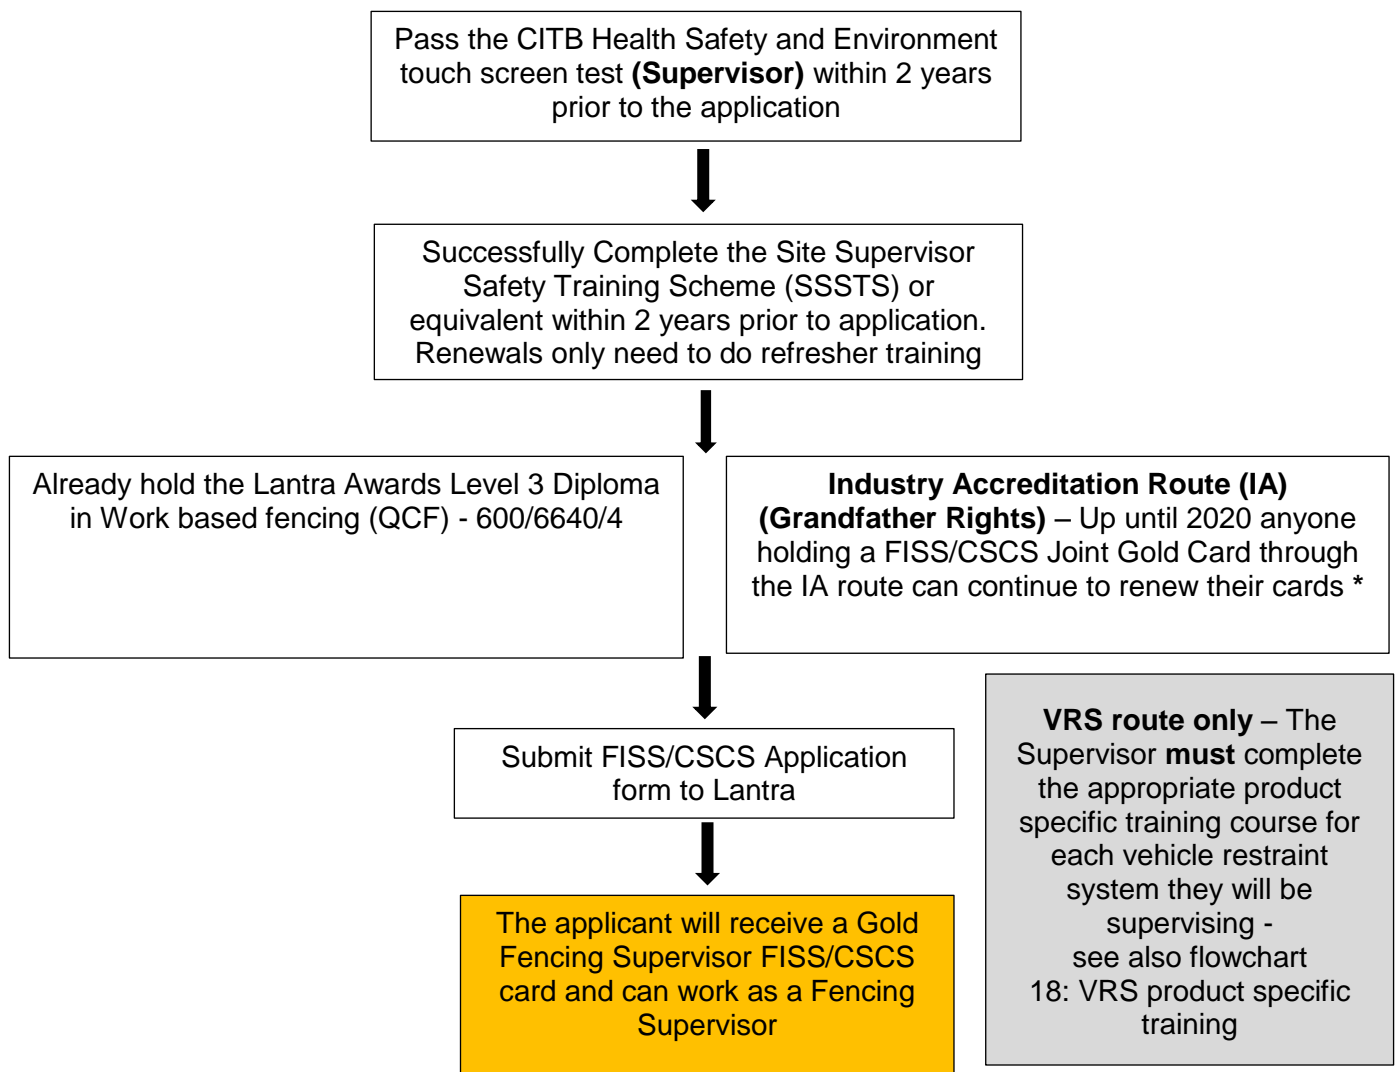 Pass the CITB Health Safety and Environment
touch screen test (Supervisor) within 2 years
prior to the application
Successfully Complete the Site Supervisor
Safety Training Scheme (SSSTS) or
equivalent within 2 years prior to application.
Renewals only need to do refresher training
Already hold the Lantra Awards Level 3 Diploma
in Work based fencing (QCF) - 600/6640/4
Industry Accreditation Route (IA)
(Grandfather Rights) – Up until 2020 anyone
holding a FISS/CSCS Joint Gold Card through
the IA route can continue to renew their cards *
Submit FISS/CSCS Application
form to Lantra
VRS route only – The
Supervisor must complete
the appropriate product
specific training course for
each vehicle restraint
system they will be
supervising -
see also flowchart
18: VRS product specific
training
The applicant will receive a Gold
Fencing Supervisor FISS/CSCS
card and can work as a Fencing
Supervisor